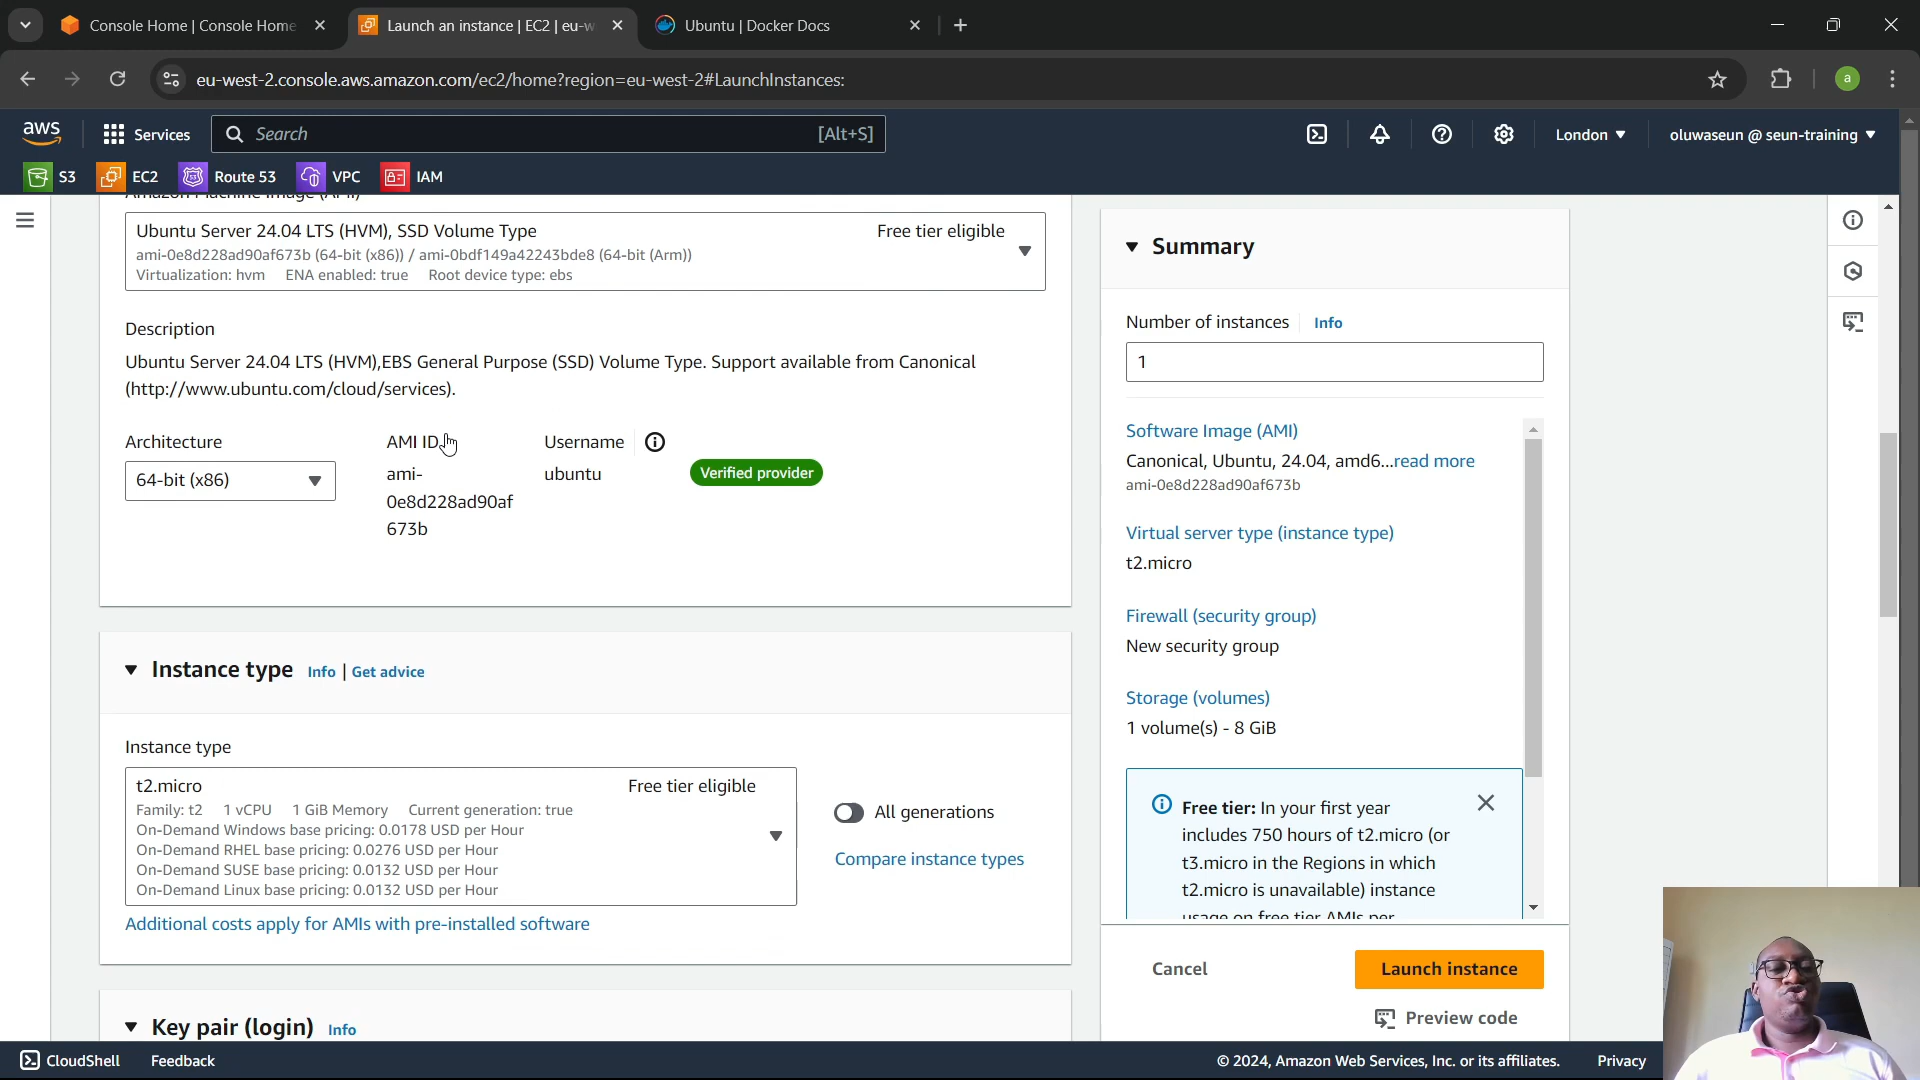 Console Home | Console Home
Launch an instance | EC2 | eu-w
Ubuntu | Docker Docs
eu-west-2.console.aws.amazon.com/ec2/home?region=eu-west-2#LaunchInstances:
a
aws
Services
Search
[Alt+S]
London
oluwaseun @ seun-training
S3
EC2
Route 53
VPC
IAM
Amazon Machine Image (AMI)
Ubuntu Server 24.04 LTS (HVM), SSD Volume Type
Free tier eligible
ami-0e8d228ad90af673b (64-bit (x86)) / ami-0bdf149a42243bde8 (64-bit (Arm))
Virtualization: hvm ENA enabled: true Root device type: ebs
Description
Ubuntu Server 24.04 LTS (HVM),EBS General Purpose (SSD) Volume Type. Support available from Canonical
(http://www.ubuntu.com/cloud/services).
Architecture
64-bit (x86)
AMI ID
ami-
0e8d228ad90af
673b
Username
ubuntu
Verified provider
Instance type Info | Get advice
Instance type
t2.micro
Free tier eligible
Family: t2 1 vCPU 1 GiB Memory Current generation: true
On-Demand Windows base pricing: 0.0178 USD per Hour
On-Demand RHEL base pricing: 0.0276 USD per Hour
On-Demand SUSE base pricing: 0.0132 USD per Hour
On-Demand Linux base pricing: 0.0132 USD per Hour
All generations
Compare instance types
Additional costs apply for AMIs with pre-installed software
Key pair (login) Info
Summary
Number of instances Info
1
Software Image (AMI)
Canonical, Ubuntu, 24.04, amd6...read more
ami-0e8d228ad90af673b
Virtual server type (instance type)
t2.micro
Firewall (security group)
New security group
Storage (volumes)
1 volume(s) - 8 GiB
Free tier: In your first year
includes 750 hours of t2.micro (or
t3.micro in the Regions in which
t2.micro is unavailable) instance
usage on free tier AMIs per
Cancel
Launch instance
Preview code
CloudShell
Feedback
© 2024, Amazon Web Services, Inc. or its affiliates.
Privacy